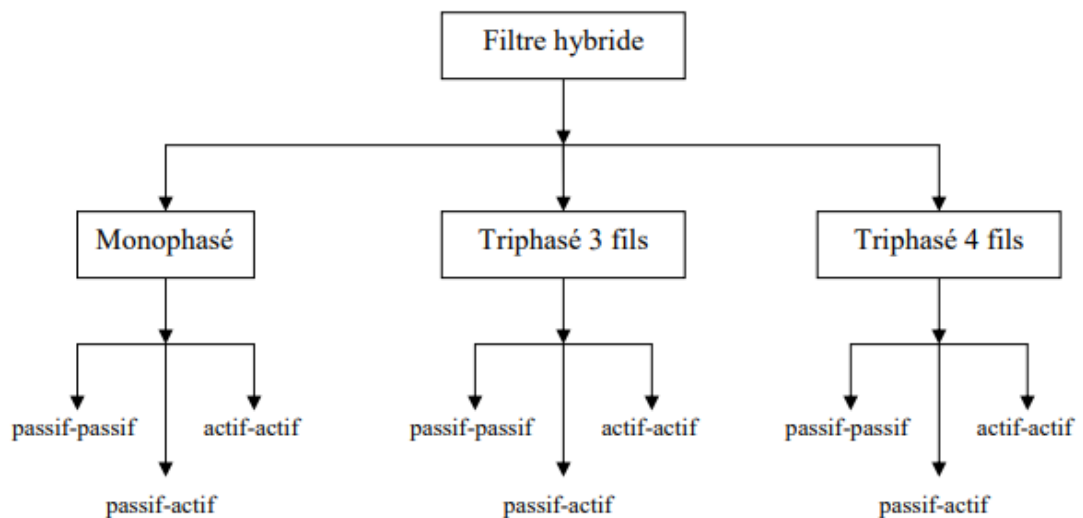 Filtre hybride
Monophasé
Triphasé 3 fils
Triphasé 4 fils
passif-passif
actif-actif
passif-passif
actif-actif
passif-passif
actif-actif
passif-actif
passif-actif
passif-actif